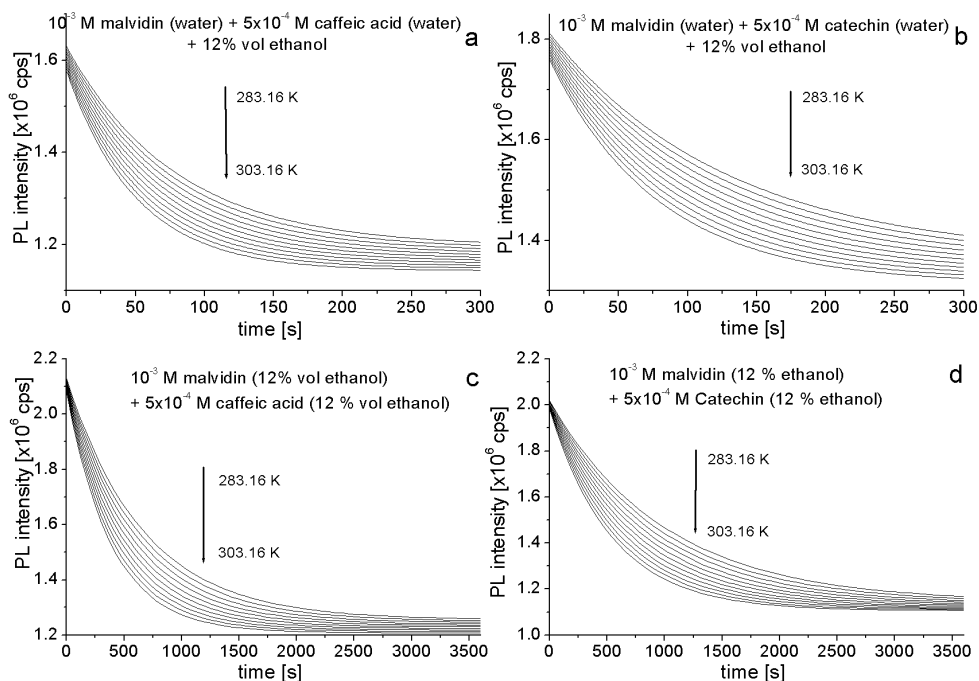 10⁻³ M malvidin (water) + 5x10⁻⁴ M caffeic acid (water)
+ 12% vol ethanol
a
283.16 K
303.16 K
1.6
1.4
1.2
PL intensity [x10⁶ cps]
0 50 100 150 200 250 300
time [s]
10⁻³ M malvidin (water) + 5x10⁻⁴ M catechin (water)
+ 12% vol ethanol
b
283.16 K
303.16 K
1.8
1.6
1.4
PL intensity [x10⁶ cps]
0 50 100 150 200 250 300
time [s]
10⁻³ M malvidin (12% vol ethanol)
+ 5x10⁻⁴ M caffeic acid (12 % vol ethanol)
c
283.16 K
303.16 K
2.2
2.0
1.8
1.6
1.4
1.2
PL intensity [x10⁶ cps]
0 500 1000 1500 2000 2500 3000 3500
time [s]
10⁻³ M malvidin (12 % ethanol)
+ 5x10⁻⁴ M Catechin (12 % ethanol)
d
283.16 K
303.16 K
2.2
2.0
1.8
1.6
1.4
1.2
1.0
PL intensity [x10⁶ cps]
0 500 1000 1500 2000 2500 3000 3500
time [s]